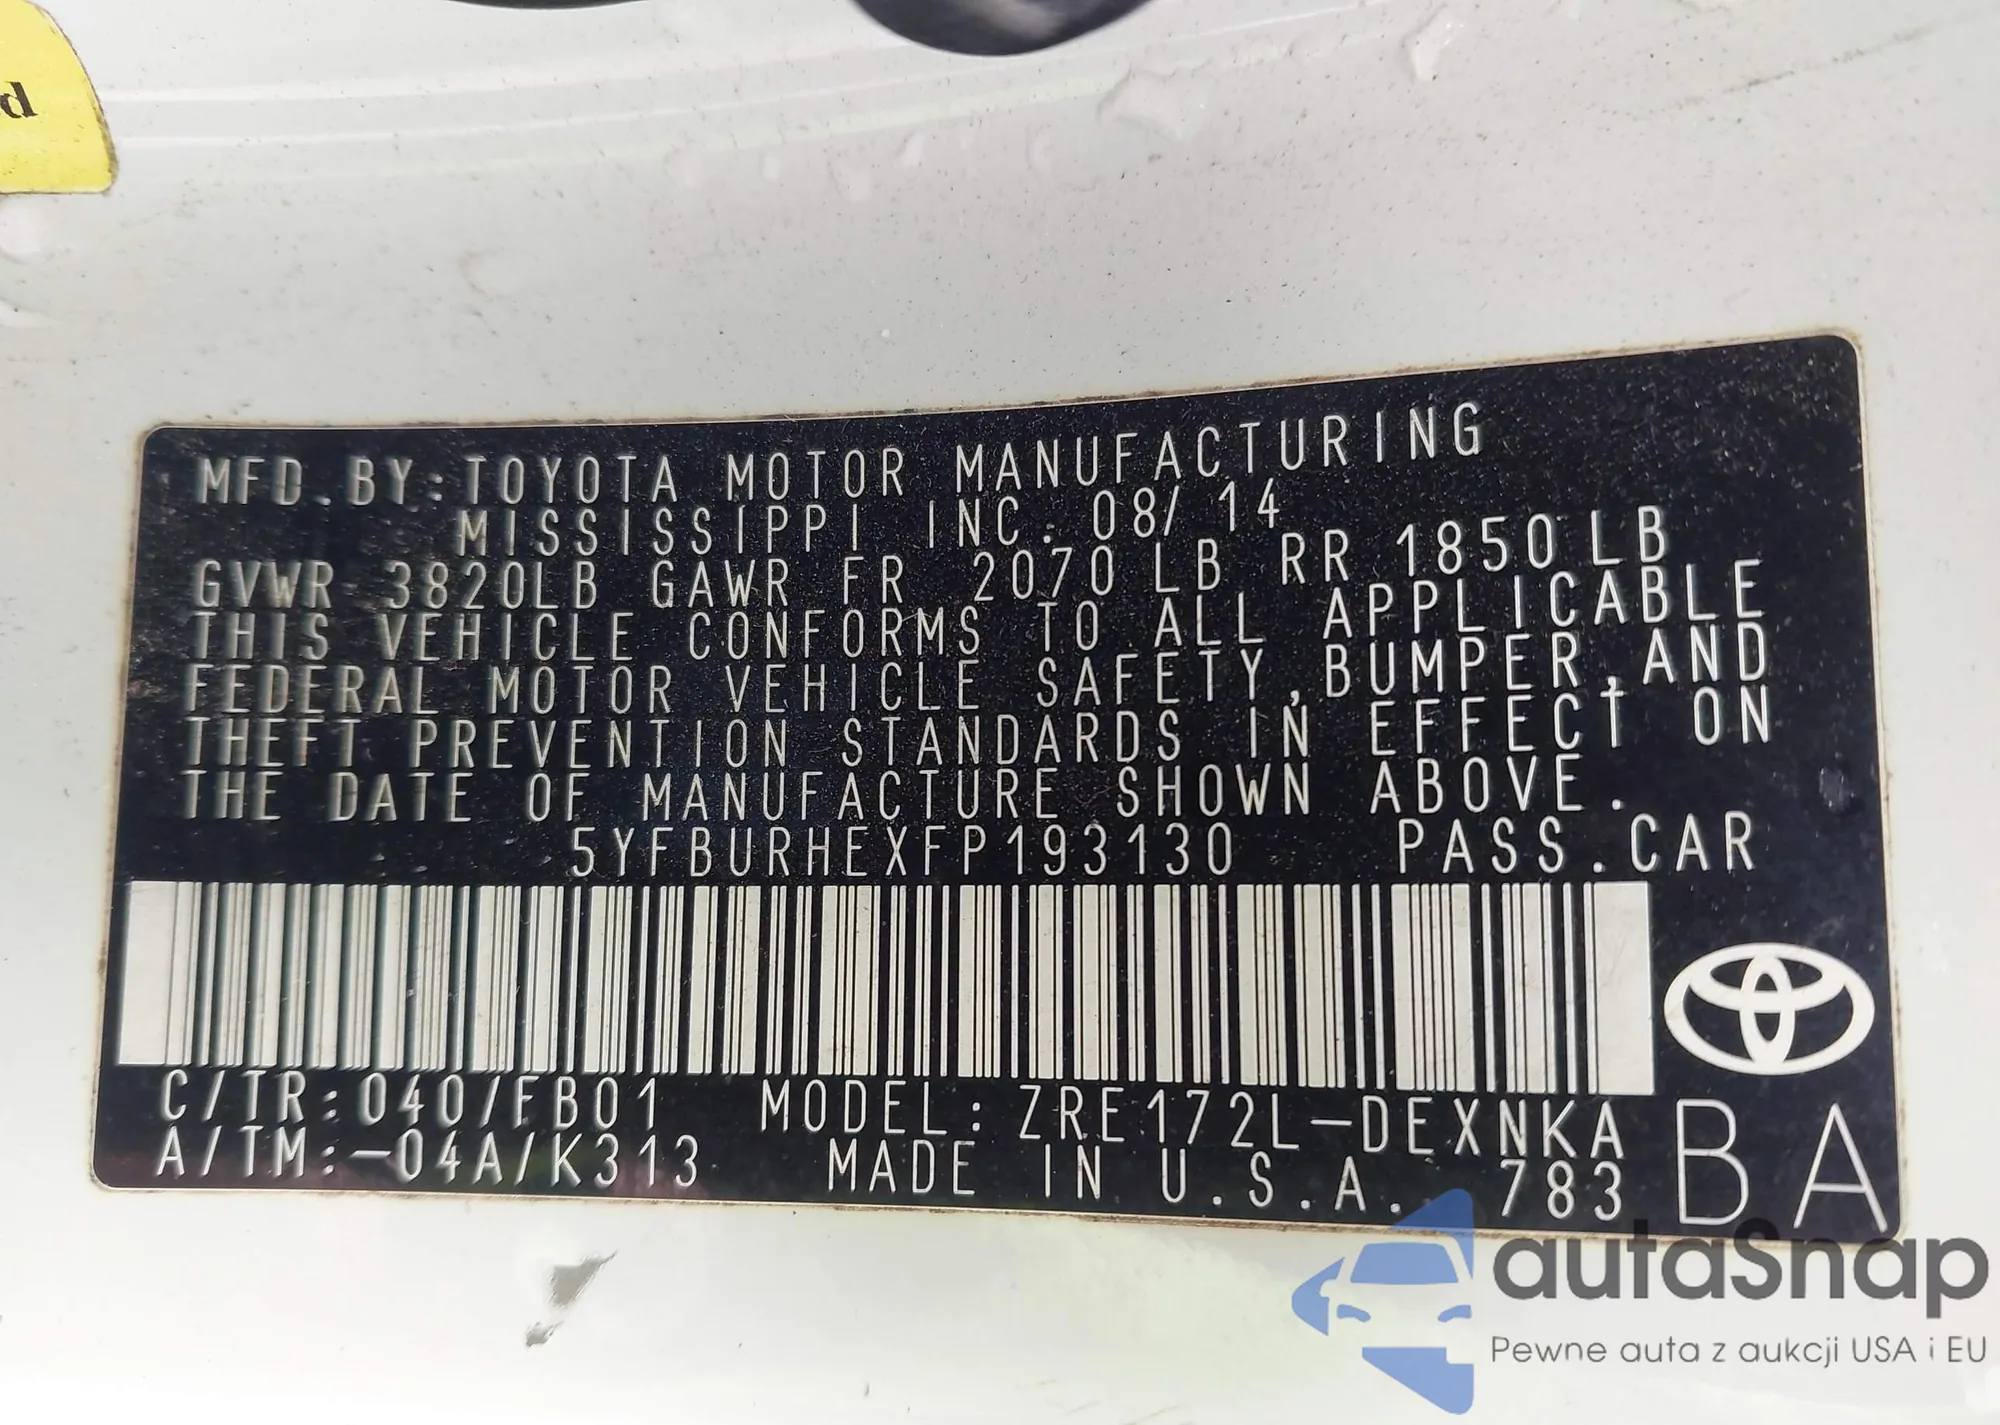 d
MFD.BY:TOYOTA MOTOR MANUFACTURING
MISSISSIPPI INC. 08/14
GVWR 3820LB GAWR FR 2070LB RR 1850LB
THIS VEHICLE CONFORMS TO ALL APPLICABLE
FEDERAL MOTOR VEHICLE SAFETY,BUMPER,AND
THEFT PREVENTION STANDARDS IN EFFECT ON
THE DATE OF MANUFACTURE SHOWN ABOVE.
5YFBURHEXFP193130 PASS.CAR
C/TR:040/FB01 MODEL:ZRE172L-DEXNKA
A/TM:-04A/K313 MADE IN U.S.A. 783
BA
autaSnap
Pewne auta z aukcji USA i EU